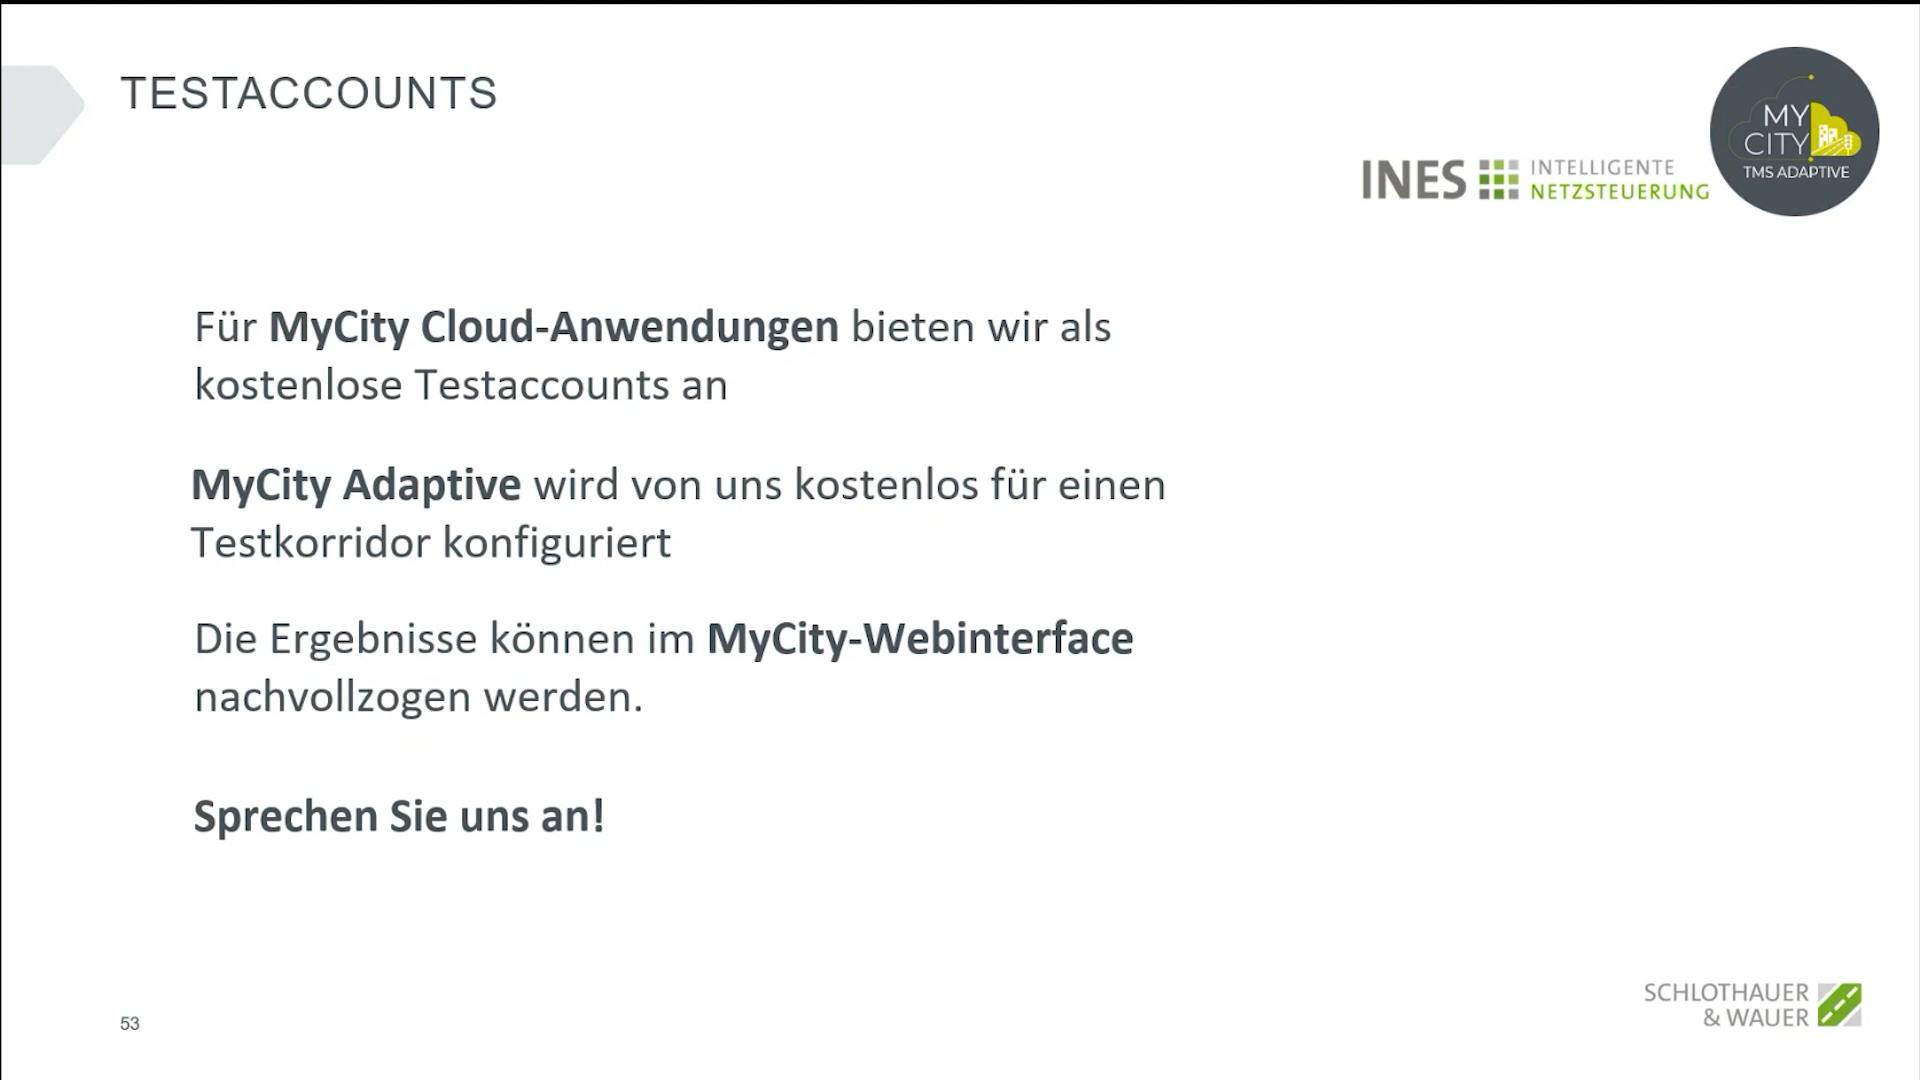 TESTACCOUNTS
INES INTELLIGENTE
NETZSTEUERUNG
MY
CITY
TMS ADAPTIVE
Für MyCity Cloud-Anwendungen bieten wir als
kostenlose Testaccounts an
MyCity Adaptive wird von uns kostenlos für einen
Testkorridor konfiguriert
Die Ergebnisse können im MyCity-Webinterface
nachvollzogen werden.
Sprechen Sie uns an!
53
SCHLOTHAUER
& WAUER